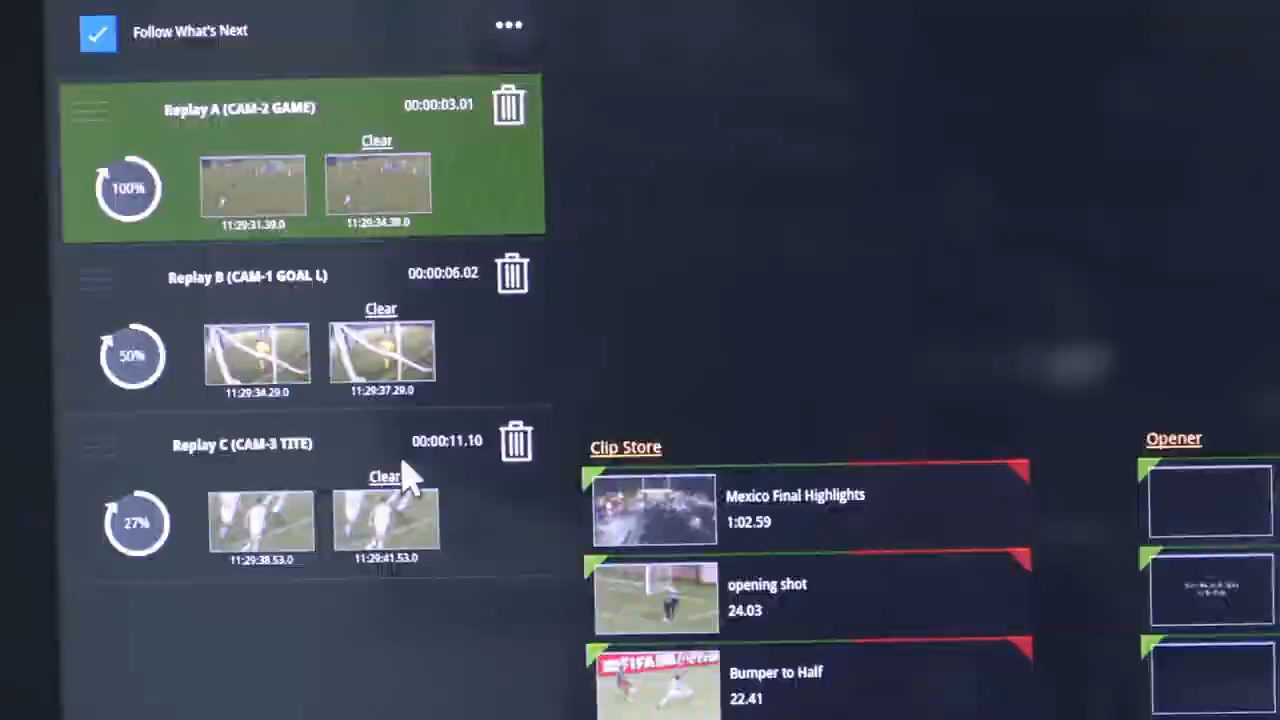 Follow What's Next
Replay A (CAM-2 GAME)
00:00:03.01
Clear
100%
11:29:31.39.0
11:29:34.39.0
Replay B (CAM-1 GOAL L)
00:00:06.02
Clear
50%
11:29:34.29.0
11:29:37.29.0
Replay C (CAM-3 TITE)
00:00:11.10
Clear
27%
11:29:38.53.0
11:29:41.53.0
Clip Store
Mexico Final Highlights
1:02.59
opening shot
24.03
FIFA
Bumper to Half
22.41
Opener